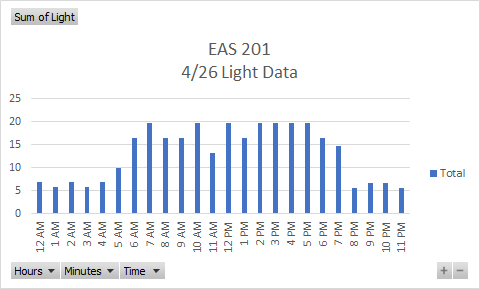 Sum of Light
EAS 201
4/26 Light Data
25
20
15
10
5
0
12 AM
1 AM
2 AM
3 AM
4 AM
5 AM
6 AM
7 AM
8 AM
9 AM
10 AM
11 AM
12 PM
1 PM
2 PM
3 PM
4 PM
5 PM
6 PM
7 PM
8 PM
9 PM
10 PM
11 PM
Total
Hours
Minutes
Time
+ −